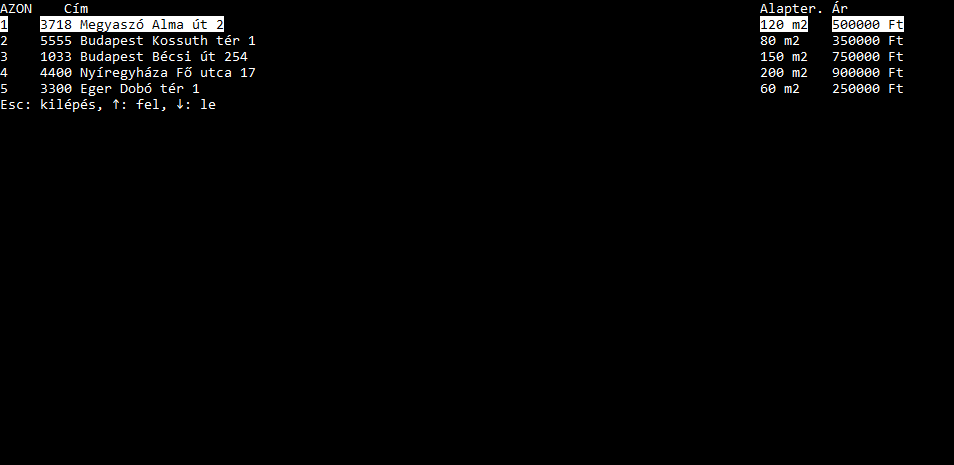 AZON Cím Alapter. Ár
1 3718 Megyaszó Alma út 2 120 m2 500000 Ft
2 5555 Budapest Kossuth tér 1 80 m2 350000 Ft
3 1033 Budapest Bécsi út 254 150 m2 750000 Ft
4 4400 Nyíregyháza Fő utca 17 200 m2 900000 Ft
5 3300 Eger Dobó tér 1 60 m2 250000 Ft
Esc: kilépés, ↑: fel, ↓: le